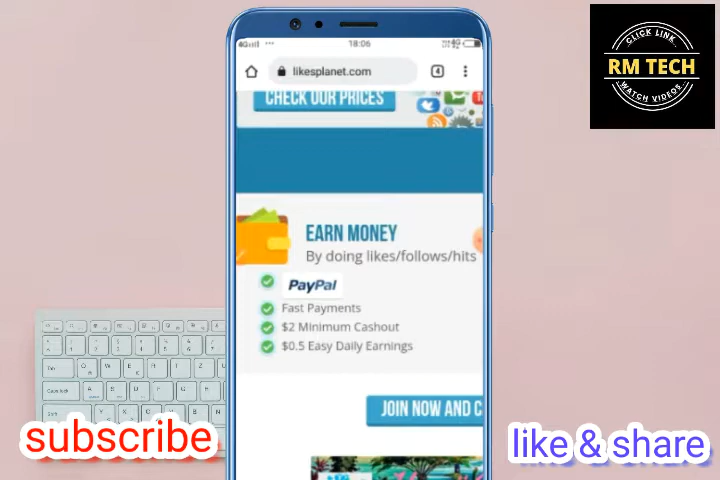 CLICK LINK
RM TECH
WATCH VIDEOS
4G
18:06
likesplanet.com
4
CHECK OUR PRICES
EARN MONEY
By doing likes/follows/hits
PayPal
Fast Payments
$2 Minimum Cashout
$0.5 Easy Daily Earnings
JOIN NOW AND C
subscribe
like & share